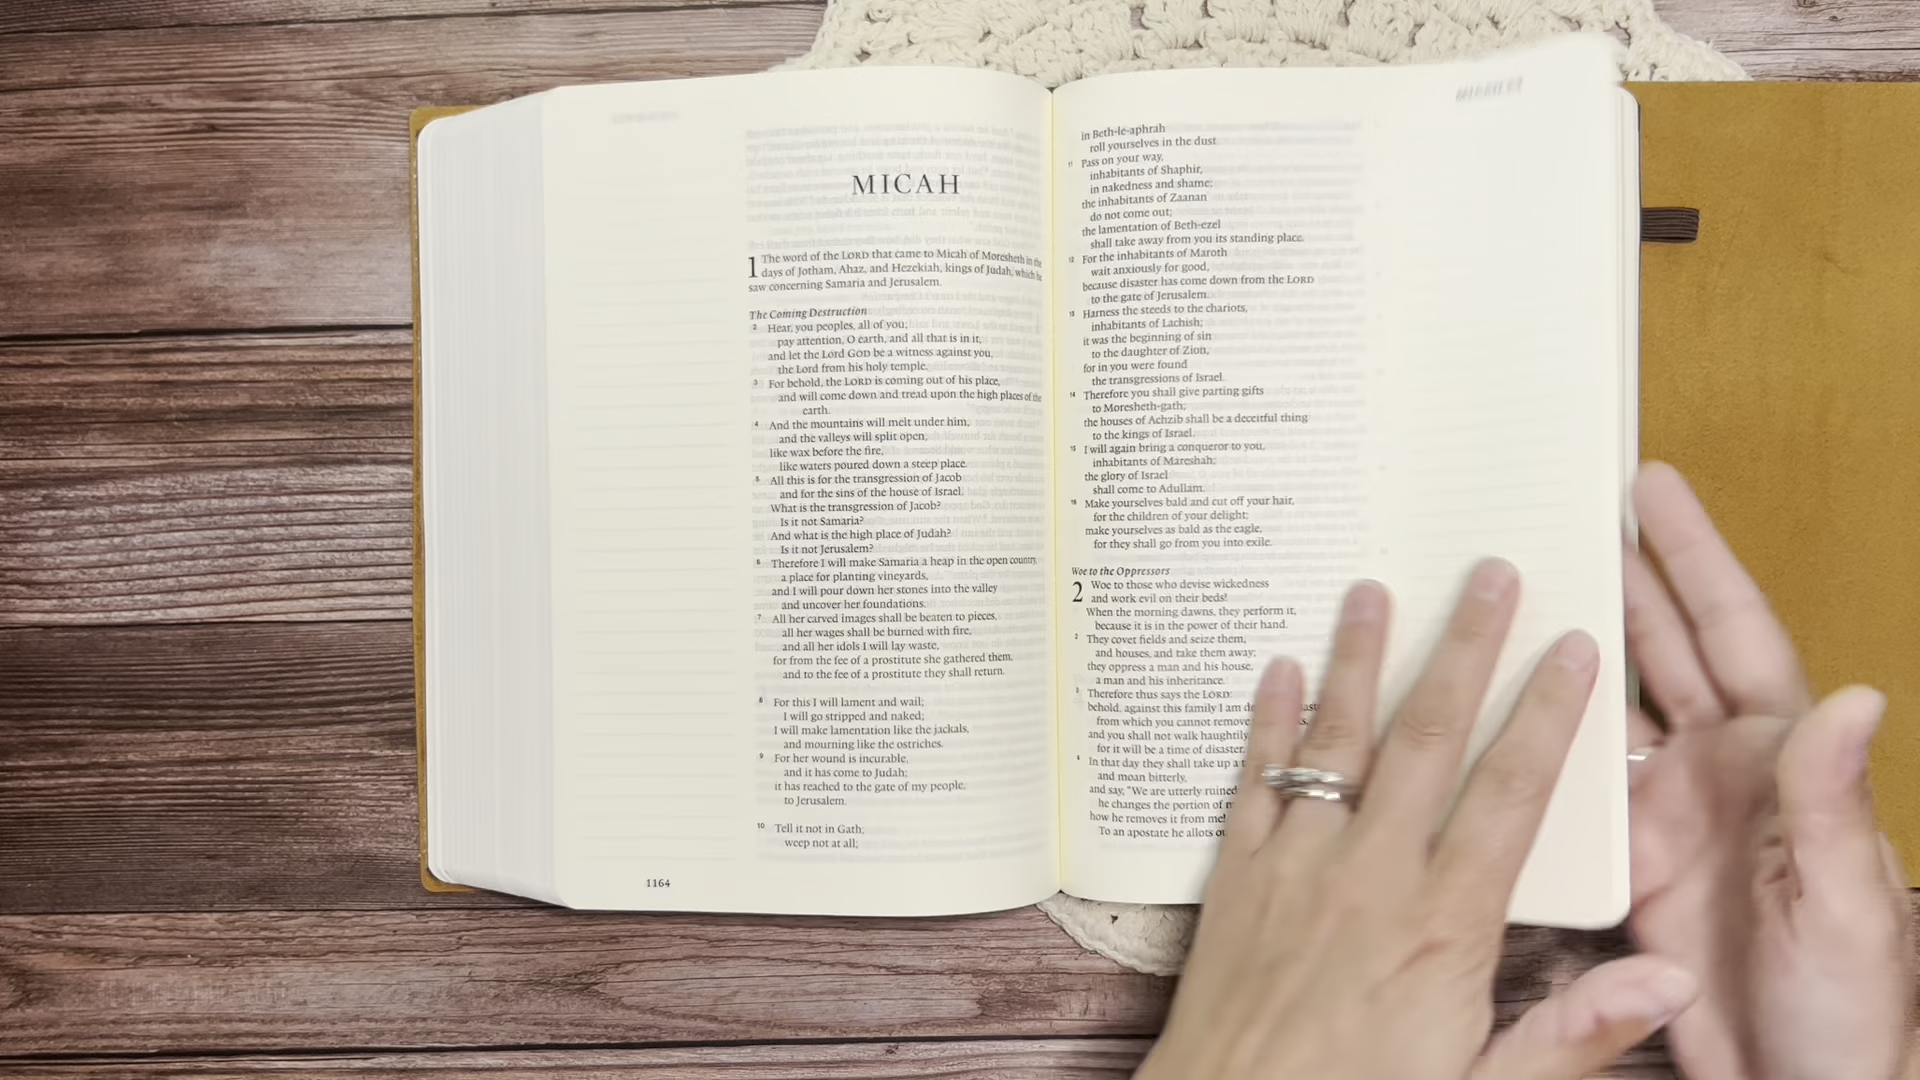 MICAH
1 The word of the LORD that came to Micah of Moresheth in the
days of Jotham, Ahaz, and Hezekiah, kings of Judah, which he
saw concerning Samaria and Jerusalem.
The Coming Destruction
2 Hear, you peoples, all of you;
pay attention, O earth, and all that is in it,
and let the Lord GOD be a witness against you,
the Lord from his holy temple.
3 For behold, the LORD is coming out of his place,
and will come down and tread upon the high places of the
earth.
4 And the mountains will melt under him,
and the valleys will split open,
like wax before the fire,
like waters poured down a steep place.
5 All this is for the transgression of Jacob
and for the sins of the house of Israel.
What is the transgression of Jacob?
Is it not Samaria?
And what is the high place of Judah?
Is it not Jerusalem?
6 Therefore I will make Samaria a heap in the open country,
a place for planting vineyards,
and I will pour down her stones into the valley
and uncover her foundations.
7 All her carved images shall be beaten to pieces,
all her wages shall be burned with fire,
and all her idols I will lay waste,
for from the fee of a prostitute she gathered them,
and to the fee of a prostitute they shall return.
8 For this I will lament and wail;
I will go stripped and naked;
I will make lamentation like the jackals,
and mourning like the ostriches.
9 For her wound is incurable,
and it has come to Judah;
it has reached to the gate of my people,
to Jerusalem.
10 Tell it not in Gath;
weep not at all;
1164
in Beth-le-aphrah
roll yourselves in the dust.
11 Pass on your way,
inhabitants of Shaphir,
in nakedness and shame;
the inhabitants of Zaanan
do not come out;
the lamentation of Beth-ezel
shall take away from you its standing place.
12 For the inhabitants of Maroth
wait anxiously for good,
because disaster has come down from the LORD
to the gate of Jerusalem.
13 Harness the steeds to the chariots,
inhabitants of Lachish;
it was the beginning of sin
to the daughter of Zion,
for in you were found
the transgressions of Israel.
14 Therefore you shall give parting gifts
to Moresheth-gath;
the houses of Achzib shall be a deceitful thing
to the kings of Israel.
15 I will again bring a conqueror to you,
inhabitants of Mareshah;
the glory of Israel
shall come to Adullam.
16 Make yourselves bald and cut off your hair,
for the children of your delight;
make yourselves as bald as the eagle,
for they shall go from you into exile.
Woe to the Oppressors
2 Woe to those who devise wickedness
and work evil on their beds!
When the morning dawns, they perform it,
because it is in the power of their hand.
2 They covet fields and seize them,
and houses, and take them away;
they oppress a man and his house,
a man and his inheritance.
3 Therefore thus says the LORD:
behold, against this family I am
from which you cannot remove
and you shall not walk haughtily
for it will be a time of disaster.
4 In that day they shall take up a
and moan bitterly,
and say, "We are utterly ruined
he changes the portion of
how he removes it from me!
To an apostate he allots